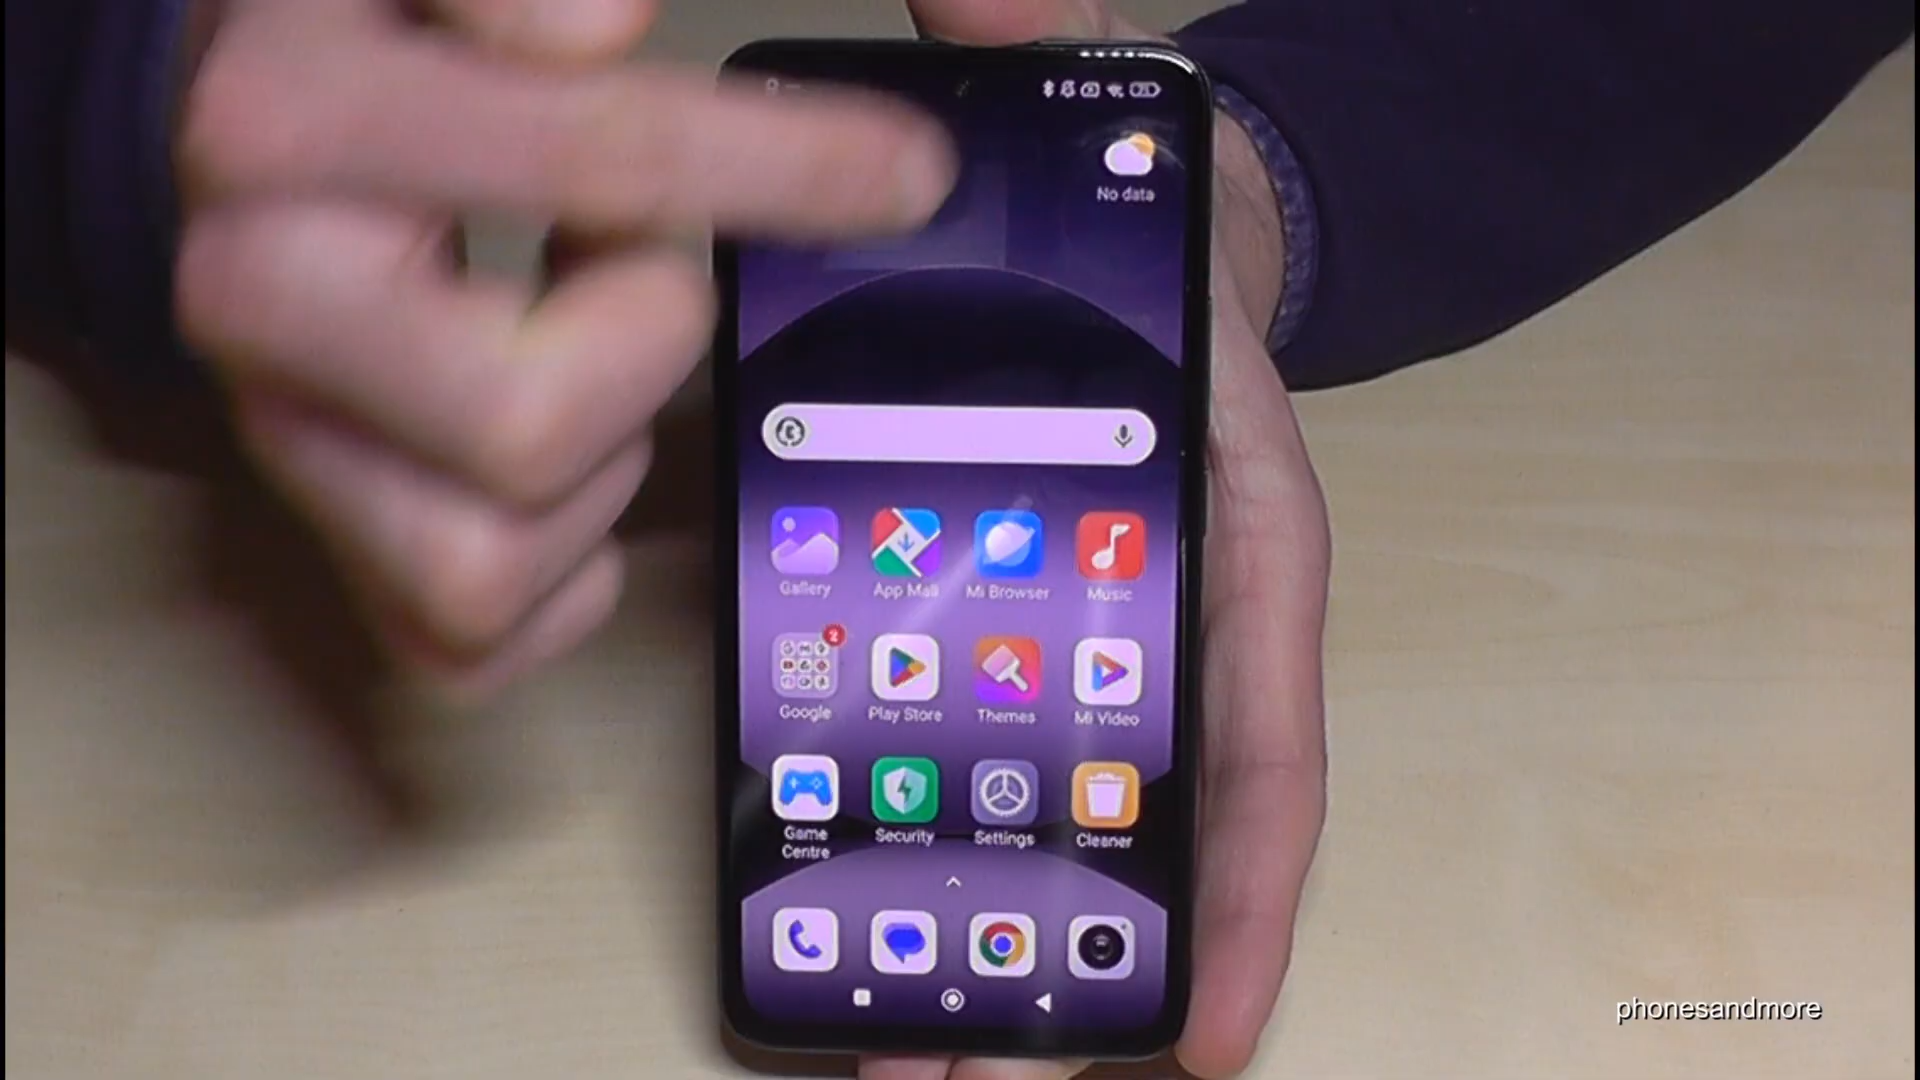 No data
Gallery
App Mall
Mi Browser
Music
2
Google
Play Store
Themes
Mi Video
Game
Centre
Security
Settings
Cleaner
phonesandmore